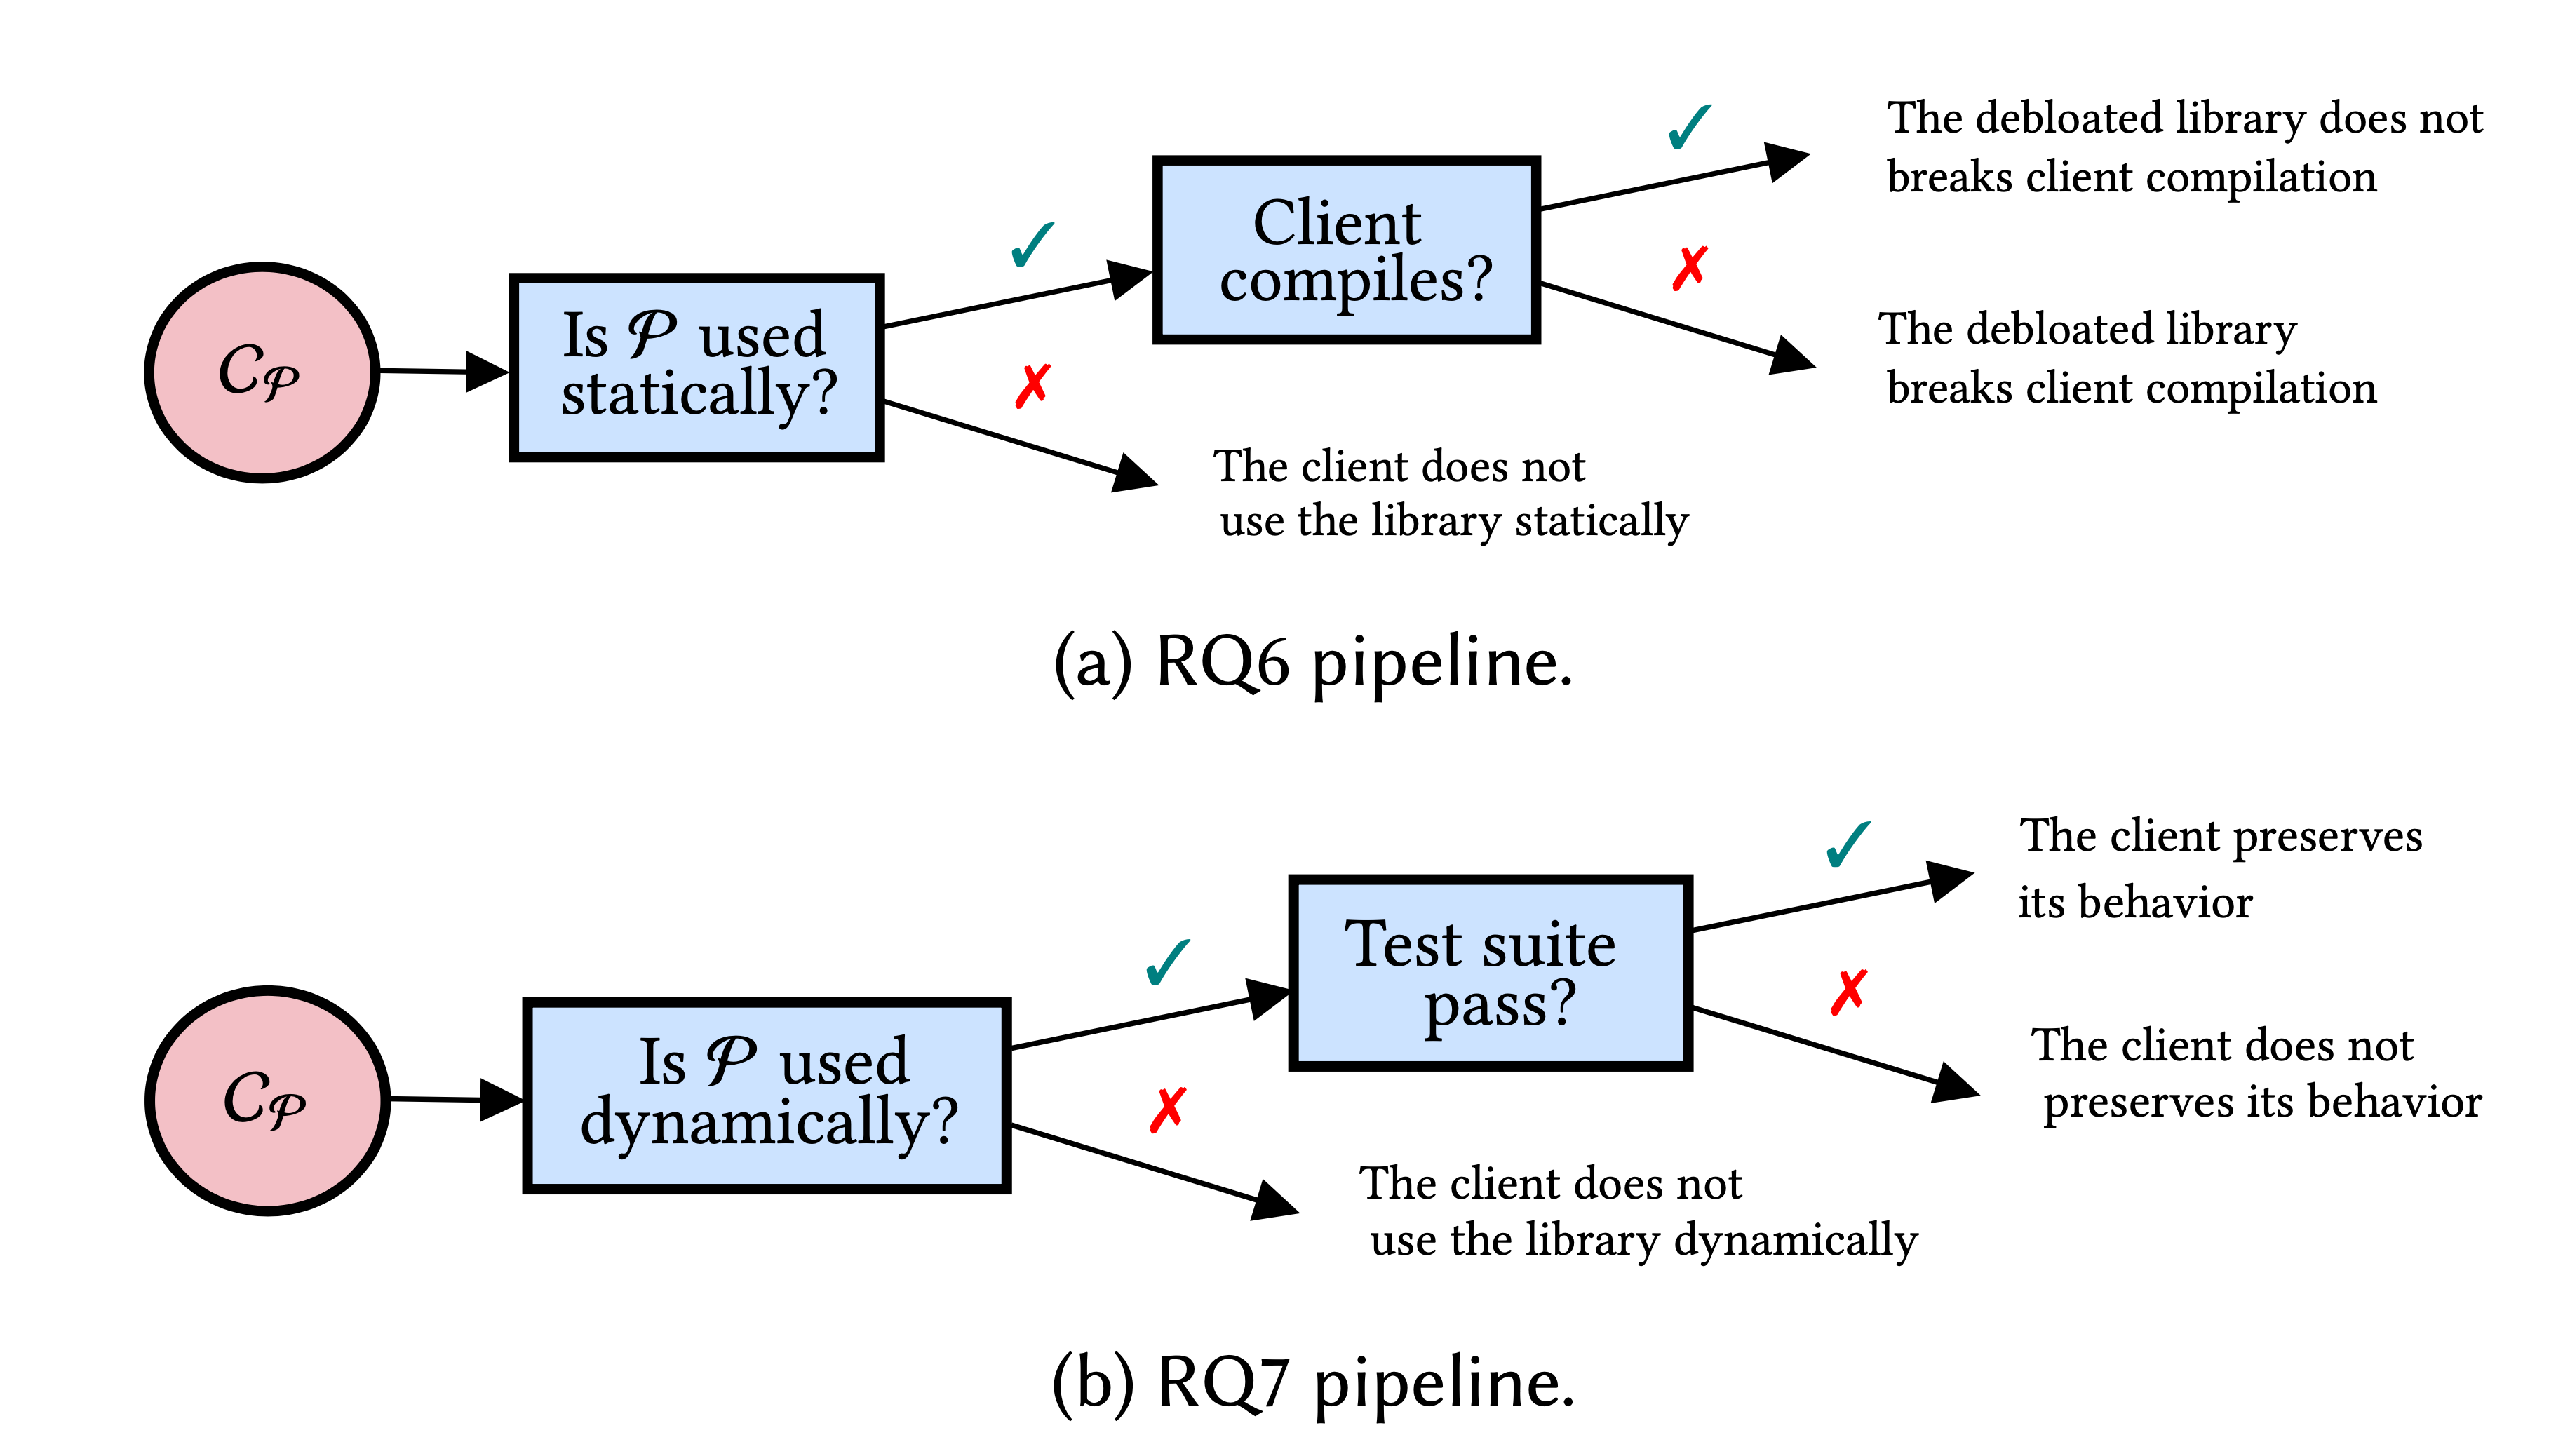 C𝒫
Is 𝒫 used
statically?
✓
✗
Client
compiles?
✓
✗
The debloated library does not
breaks client compilation
The debloated library
breaks client compilation
The client does not
use the library statically
(a) RQ6 pipeline.
C𝒫
Is 𝒫 used
dynamically?
✓
✗
Test suite
pass?
✓
✗
The client preserves
its behavior
The client does not
preserves its behavior
The client does not
use the library dynamically
(b) RQ7 pipeline.